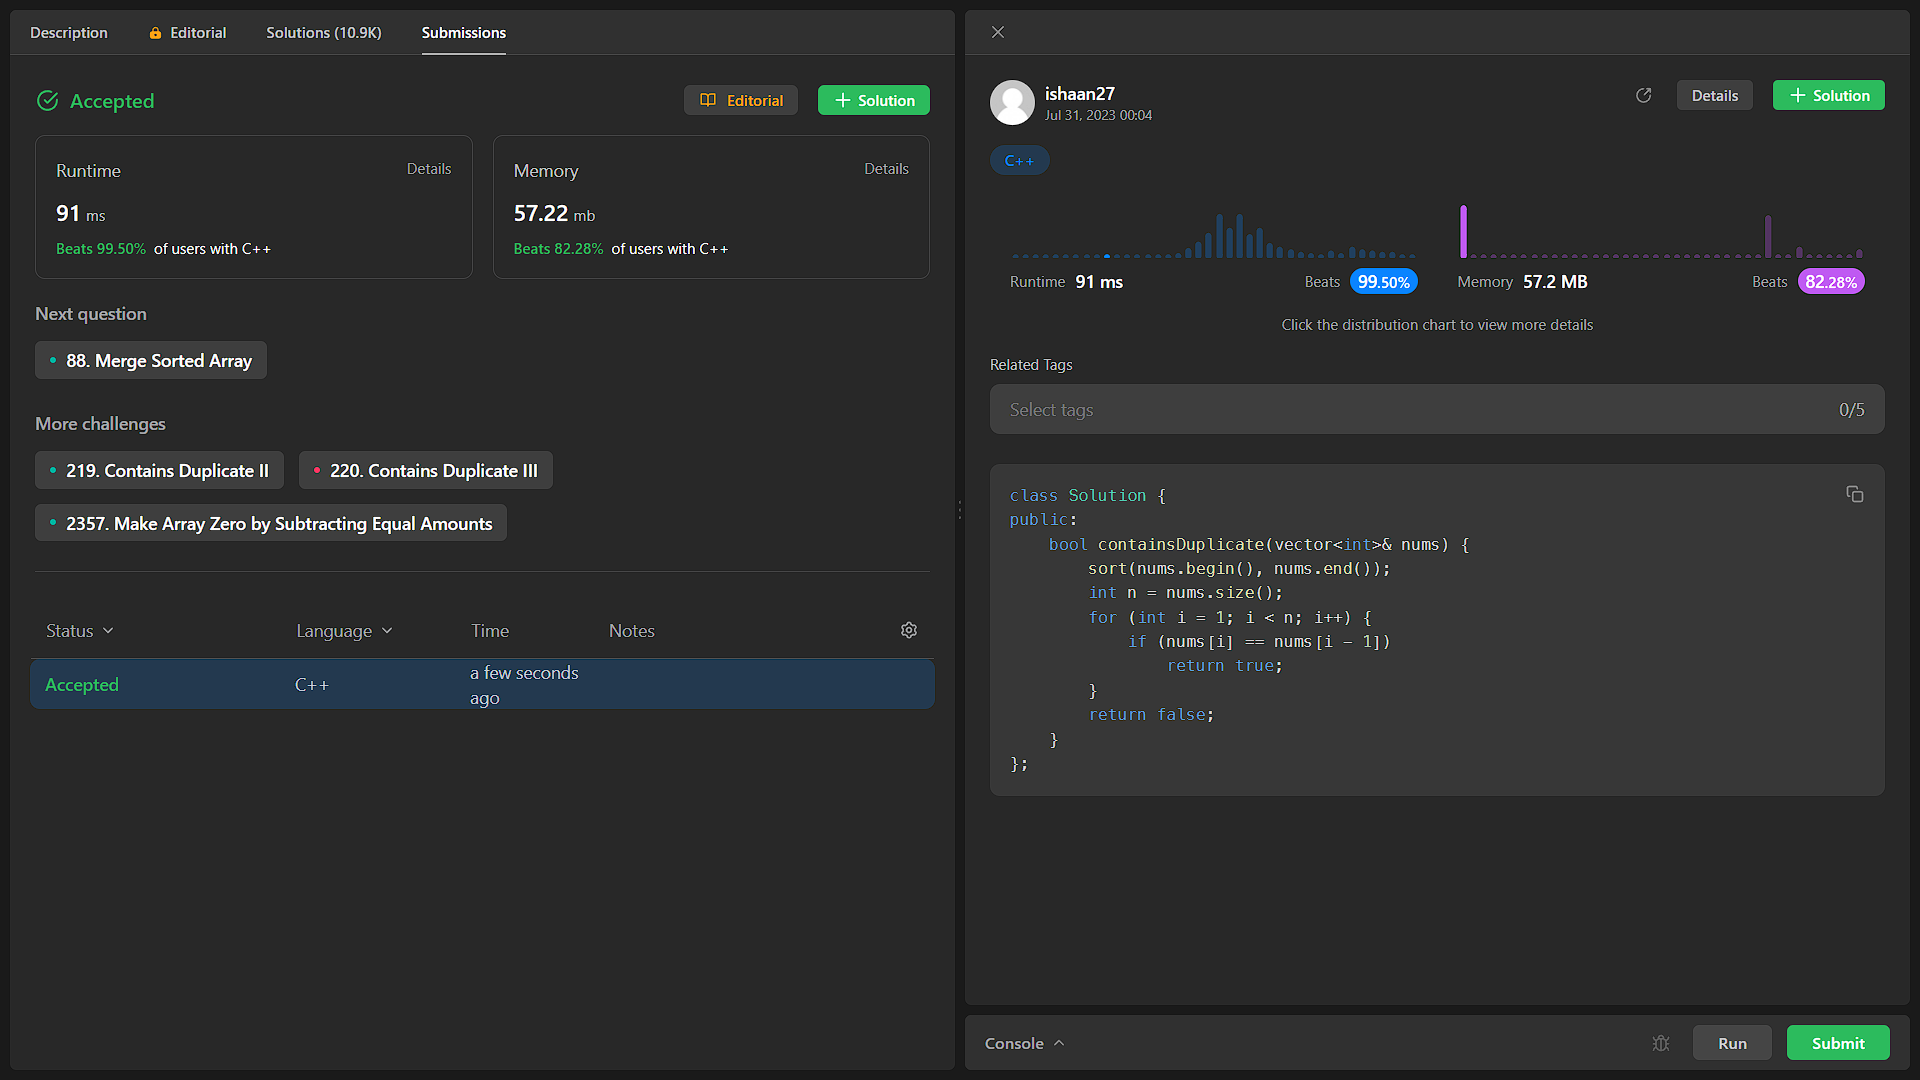 Description Editorial Solutions (10.9K) Submissions
Accepted
Editorial
Solution
Runtime Details
91 ms
Beats 99.50% of users with C++
Memory Details
57.22 mb
Beats 82.28% of users with C++
Next question
88. Merge Sorted Array
More challenges
219. Contains Duplicate II
220. Contains Duplicate III
2357. Make Array Zero by Subtracting Equal Amounts
Status Language Time Notes
Accepted C++ a few seconds
ago
ishaan27
Jul 31, 2023 00:04
Details
Solution
C++
Runtime 91 ms Beats 99.50%
Memory 57.2 MB Beats 82.28%
Click the distribution chart to view more details
Related Tags
Select tags 0/5
class Solution {
public:
    bool containsDuplicate(vector<int>& nums) {
        sort(nums.begin(), nums.end());
        int n = nums.size();
        for (int i = 1; i < n; i++) {
            if (nums[i] == nums[i - 1])
                return true;
        }
        return false;
    }
};
Console
Run
Submit